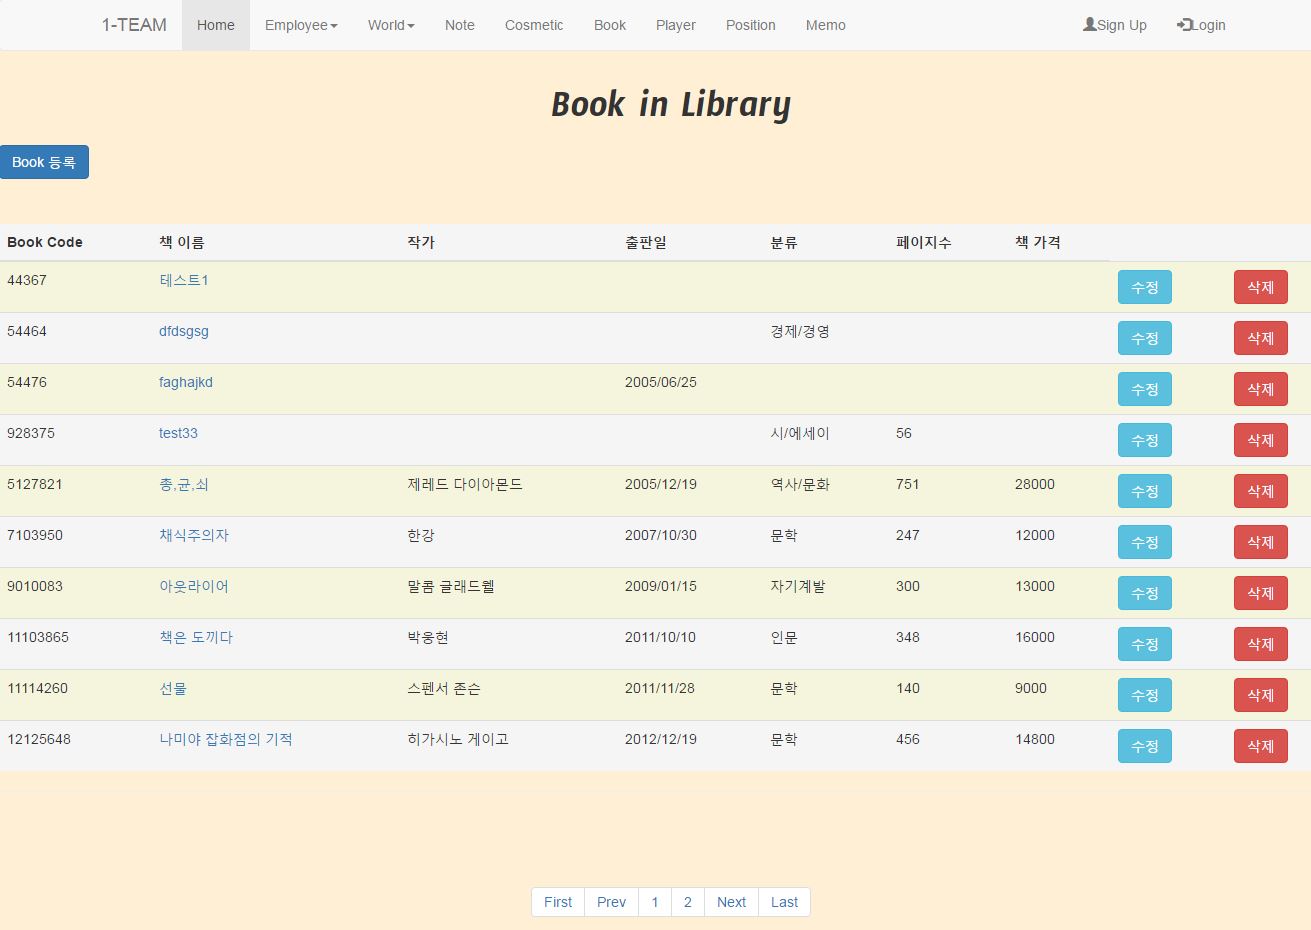 1-TEAM Home Employee World Note Cosmetic Book Player Position Memo Sign Up Login
Book in Library
Book 등록
Book Code 책 이름 작가 출판일 분류 페이지수 책 가격
44367 테스트1 수정 삭제
54464 dfdsgsg 경제/경영 수정 삭제
54476 faghajkd 2005/06/25 수정 삭제
928375 test33 시/에세이 56 수정 삭제
5127821 총,균,쇠 제레드 다이아몬드 2005/12/19 역사/문화 751 28000 수정 삭제
7103950 채식주의자 한강 2007/10/30 문학 247 12000 수정 삭제
9010083 아웃라이어 말콤 글래드웰 2009/01/15 자기계발 300 13000 수정 삭제
11103865 책은 도끼다 박웅현 2011/10/10 인문 348 16000 수정 삭제
11114260 선물 스펜서 존슨 2011/11/28 문학 140 9000 수정 삭제
12125648 나미야 잡화점의 기적 히가시노 게이고 2012/12/19 문학 456 14800 수정 삭제
First Prev 1 2 Next Last